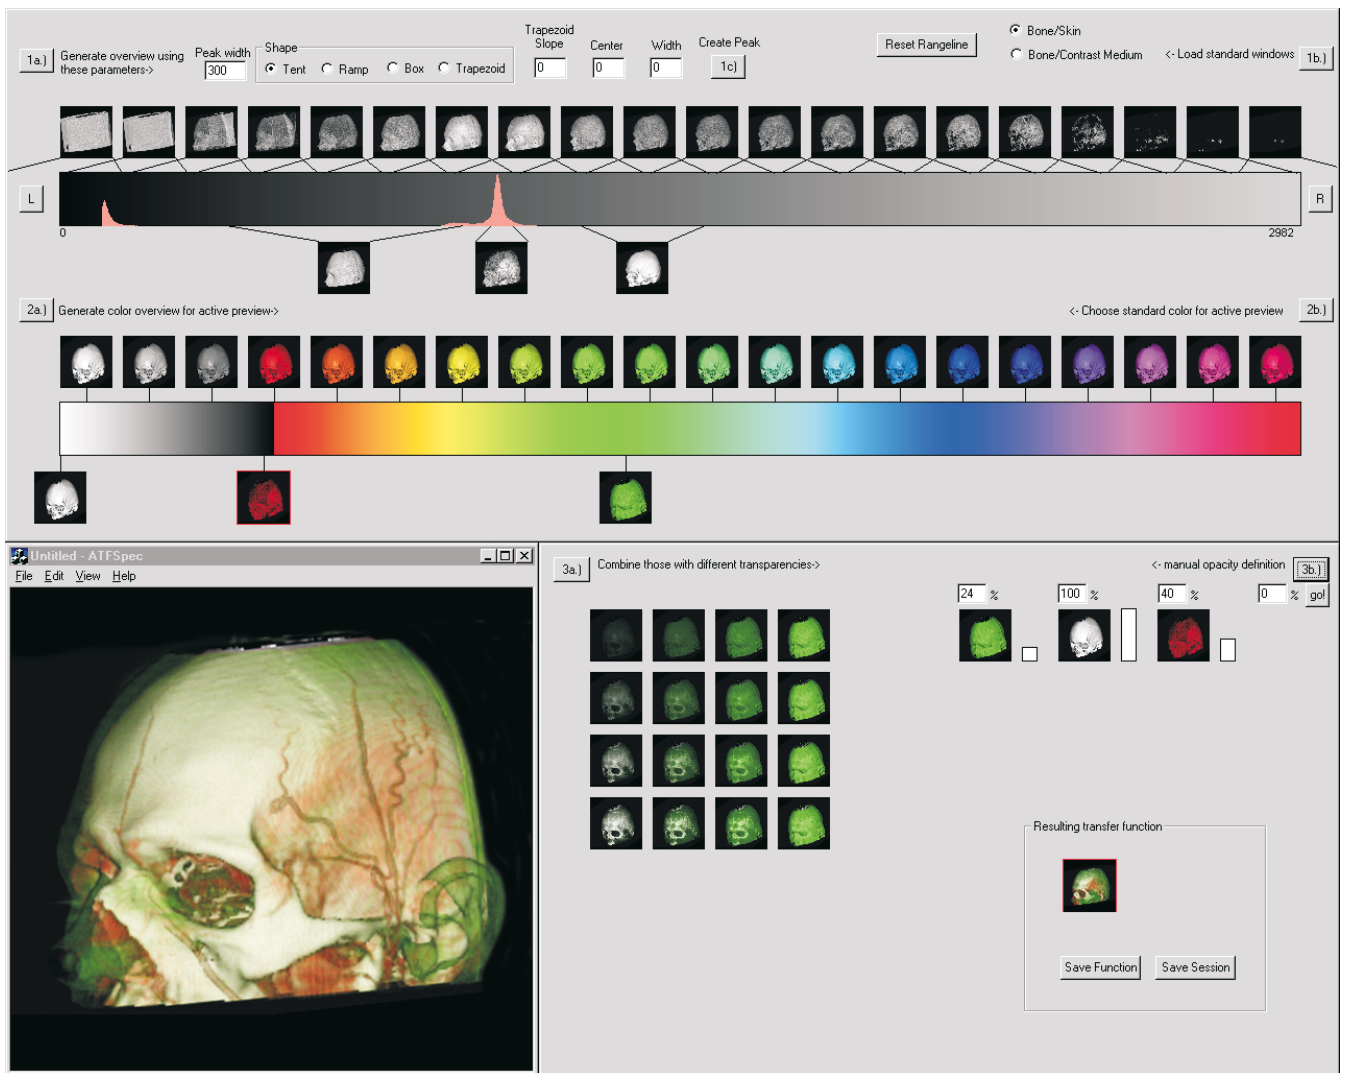 1a.)
Generate overview using
these parameters->
Peak width
300
Shape
Tent
Ramp
Box
Trapezoid
Trapezoid
Slope
0
Center
0
Width
0
Create Peak
1c)
Reset Rangeline
Bone/Skin
Bone/Contrast Medium
<- Load standard windows
1b.)
L
R
0
2982
2a.)
Generate color overview for active preview->
<- Choose standard color for active preview
2b.)
Untitled - ATFSpec
File Edit View Help
3a.)
Combine those with different transparencies->
<- manual opacity definition
3b.)
24 %
100 %
40 %
0 %
go!
Resulting transfer function
Save Function
Save Session